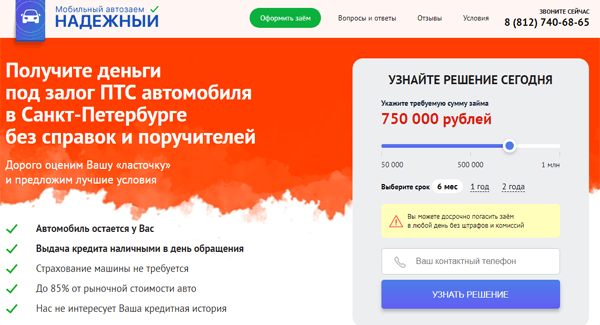 Мобильный автозаем
НАДЕЖНЫЙ
Оформить заём
Вопросы и ответы
Отзывы
Условия
ЗВОНИТЕ СЕЙЧАС
8 (812) 740-68-65
Получите деньги
под залог ПТС автомобиля
в Санкт-Петербурге
без справок и поручителей
Дорого оценим Вашу «ласточку»
и предложим лучшие условия
Автомобиль остается у Вас
Выдача кредита наличными в день обращения
Страхование машины не требуется
До 85% от рыночной стоимости авто
Нас не интересует Ваша кредитная история
УЗНАЙТЕ РЕШЕНИЕ СЕГОДНЯ
Укажите требуемую сумму займа
750 000 рублей
50 000 500 000 1 млн
Выберите срок 6 мес 1 год 2 года
Вы можете досрочно погасить заём
в любой день без штрафов и комиссий
Ваш контактный телефон
УЗНАТЬ РЕШЕНИЕ